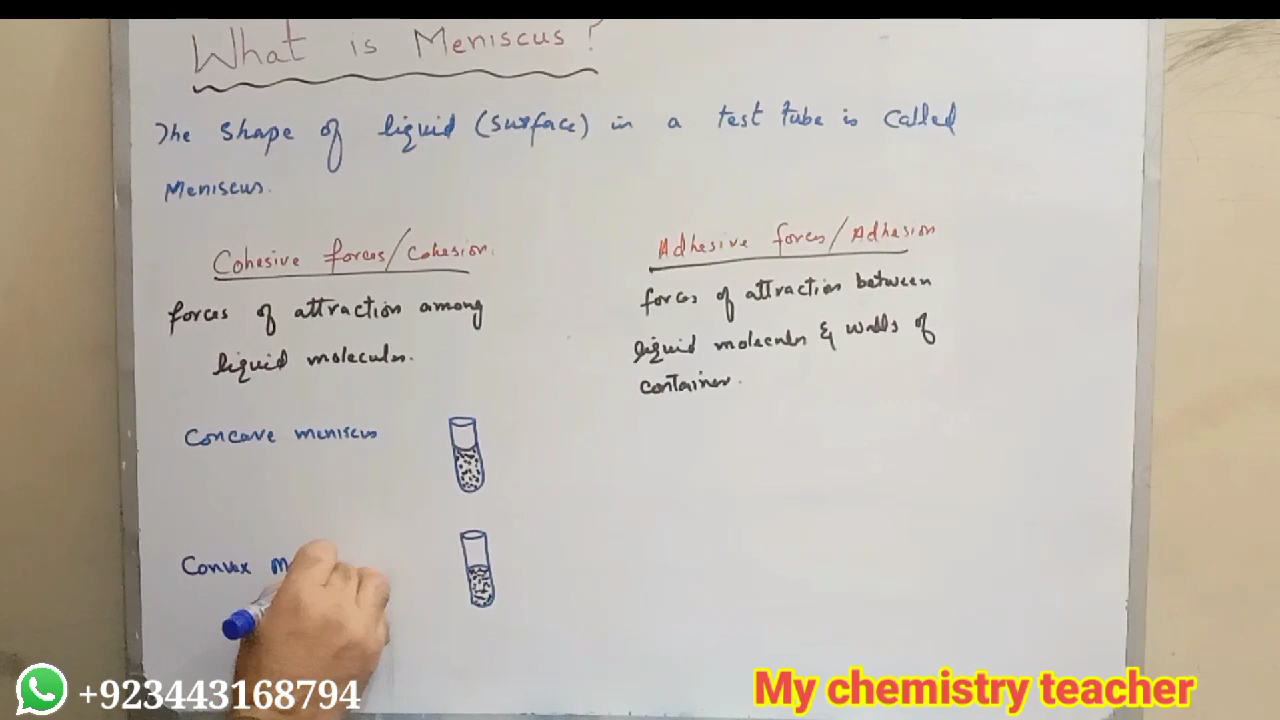 What is Meniscus?
The shape of liquid (surface) in a test tube is called
Meniscus.
Cohesive forces/Cohesion.
forces of attraction among
liquid molecules.
Adhesive forces/Adhesion
forces of attraction between
liquid molecules & walls of
container.
Concave meniscus
Convex m
+923443168794
My chemistry teacher